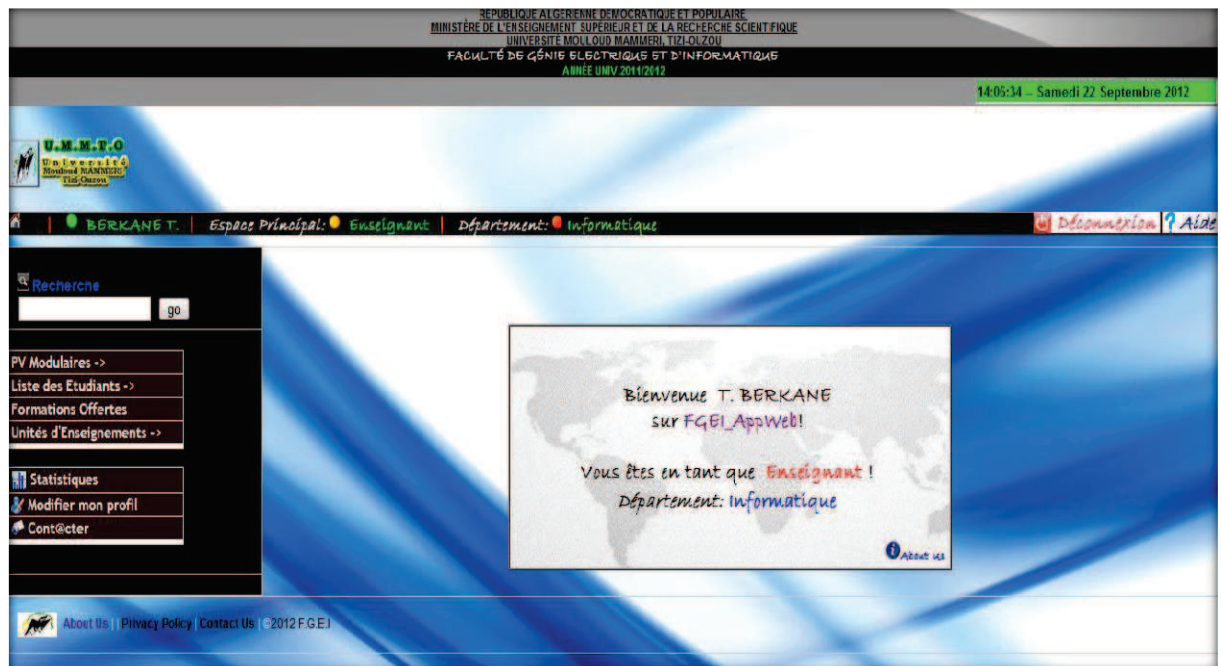 REPUBLIQUE ALGERIENNE DEMOCRATIQUE ET POPULAIRE
MINISTÈRE DE L'ENSEIGNEMENT SUPÉRIEUR ET DE LA RECHERCHE SCIENTIFIQUE
UNIVERSITÉ MOULOUD MAMMERI, TIZI-OUZOU
FACULTÉ DE GÉNIE ELECTRIQUE ET D'INFORMATIQUE
ANNÉE UNIV 2011/2012
14:05:34 -- Samedi 22 Septembre 2012
U.M.M.T.O
Université
Mouloud MAMMERI
Tizi-Ouzou
| BERKANE T. | Espace Principal: Enseignant | Département: Informatique
Déconnexion ? Aide
Recherche
go
PV Modulaires ->
Liste des Etudiants ->
Formations Offertes
Unités d'Enseignements ->
Statistiques
Modifier mon profil
Cont@cter
Bienvenue T. BERKANE
sur FGEI_AppWeb!
Vous êtes en tant que Enseignant !
Département: Informatique
About us
About Us | Privacy Policy | Contact Us | ©2012 F.G.E.I